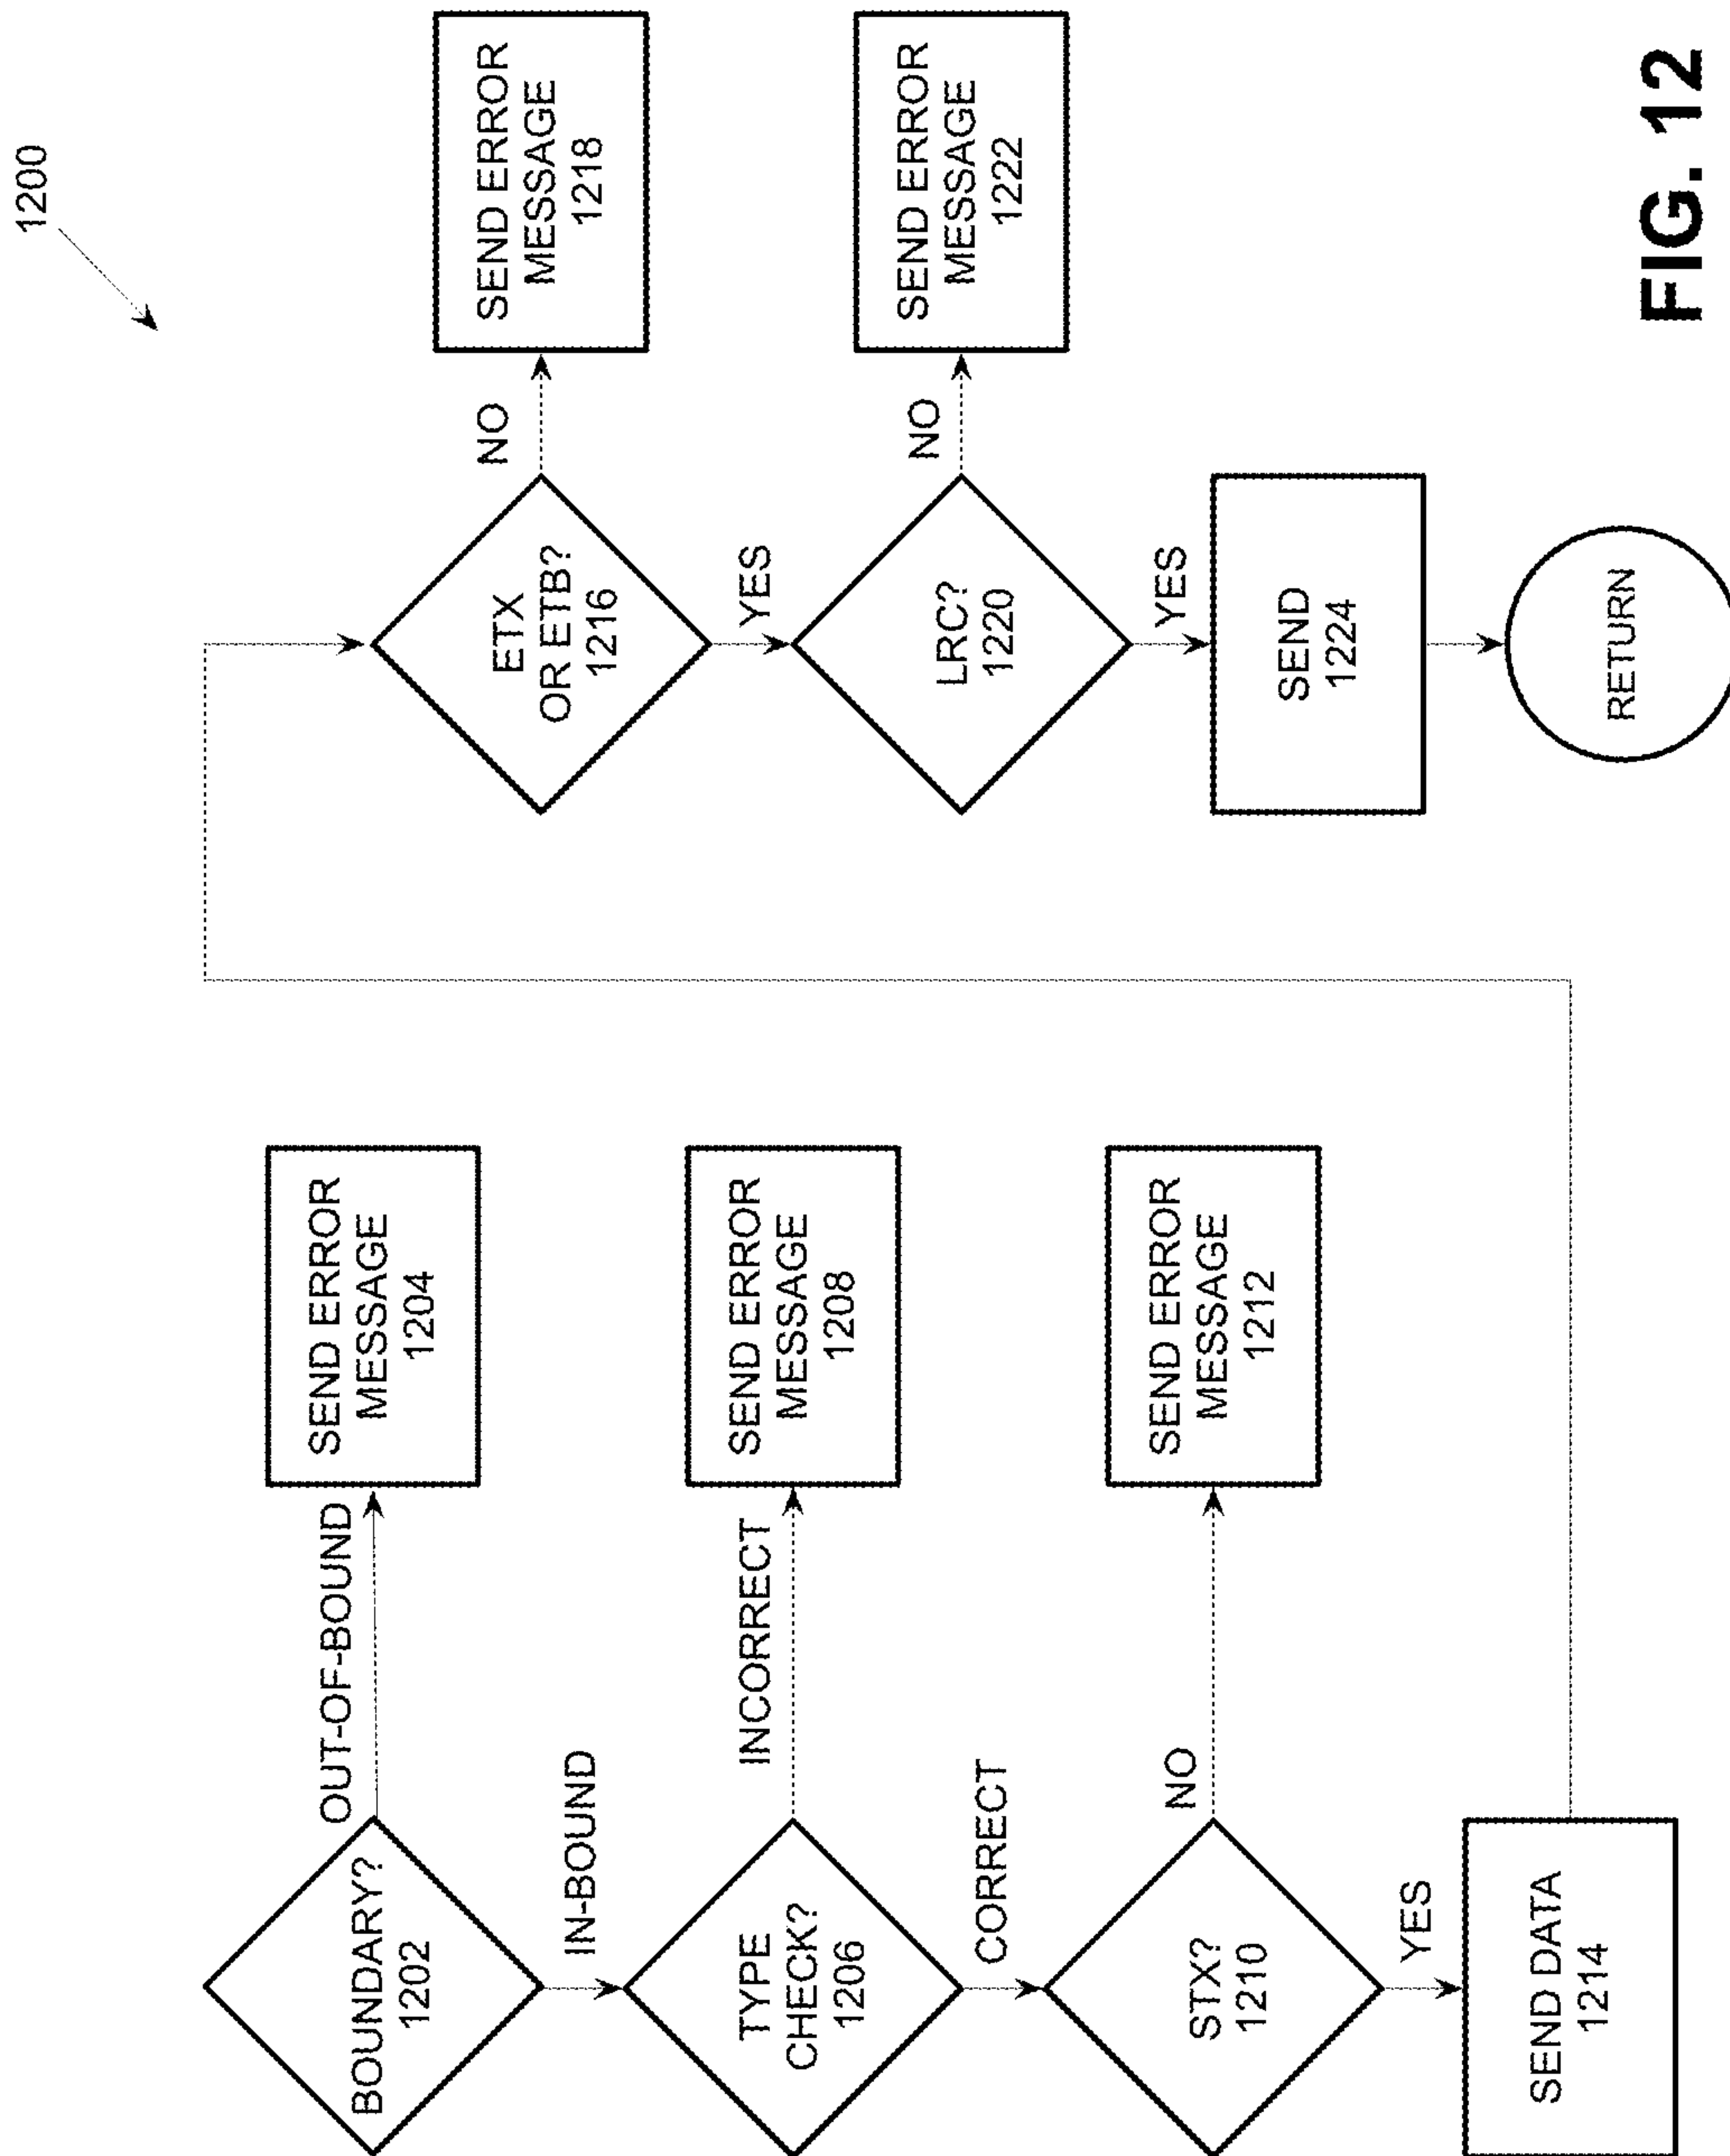 1200
BOUNDARY?
1202
OUT-OF-BOUND
SEND ERROR
MESSAGE
1204
IN-BOUND
TYPE
CHECK?
1206
INCORRECT
SEND ERROR
MESSAGE
1208
CORRECT
STX?
1210
NO
SEND ERROR
MESSAGE
1212
YES
SEND DATA
1214
ETX
OR ETB?
1216
NO
SEND ERROR
MESSAGE
1218
YES
LRC?
1220
NO
SEND ERROR
MESSAGE
1222
YES
SEND
1224
RETURN
FIG. 12